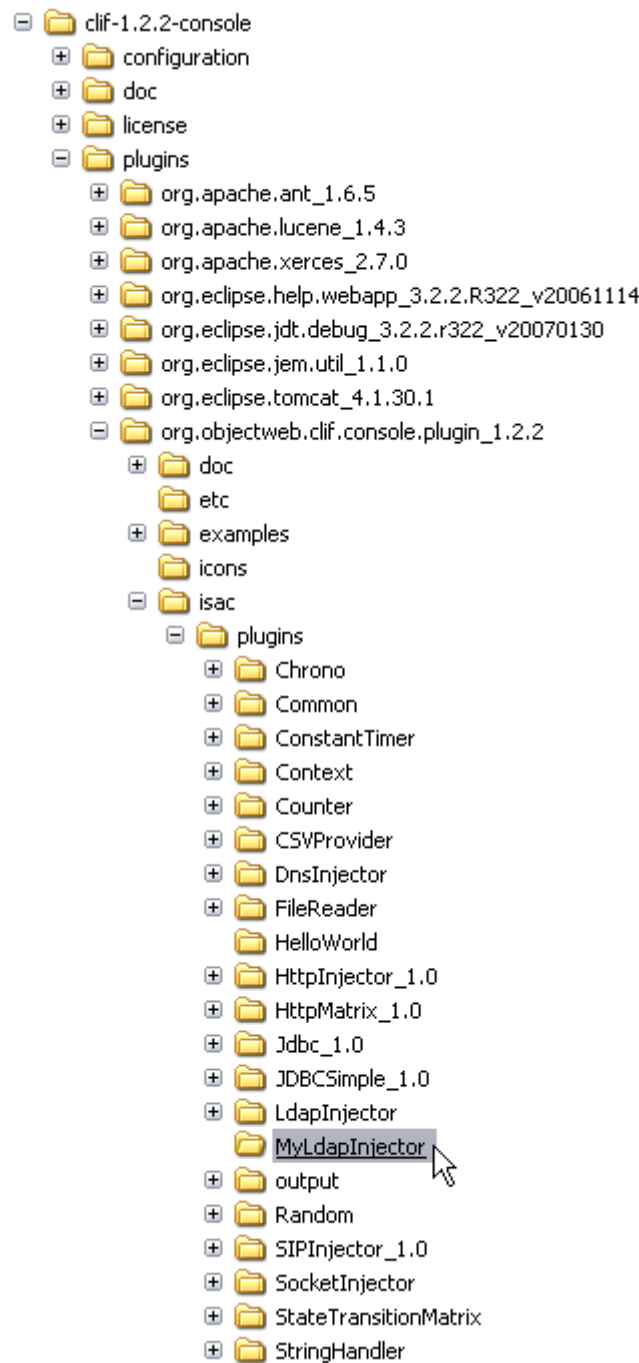 clif-1.2.2-console
configuration
doc
license
plugins
org.apache.ant_1.6.5
org.apache.lucene_1.4.3
org.apache.xerces_2.7.0
org.eclipse.help.webapp_3.2.2.R322_v20061114
org.eclipse.jdt.debug_3.2.2.r322_v20070130
org.eclipse.jem.util_1.1.0
org.eclipse.tomcat_4.1.30.1
org.objectweb.clif.console.plugin_1.2.2
doc
etc
examples
icons
isac
plugins
Chrono
Common
ConstantTimer
Context
Counter
CSVProvider
DnsInjector
FileReader
HelloWorld
HttpInjector_1.0
HttpMatrix_1.0
Jdbc_1.0
JDBCSimple_1.0
LdapInjector
MyLdapInjector
output
Random
SIPInjector_1.0
SocketInjector
StateTransitionMatrix
StringHandler